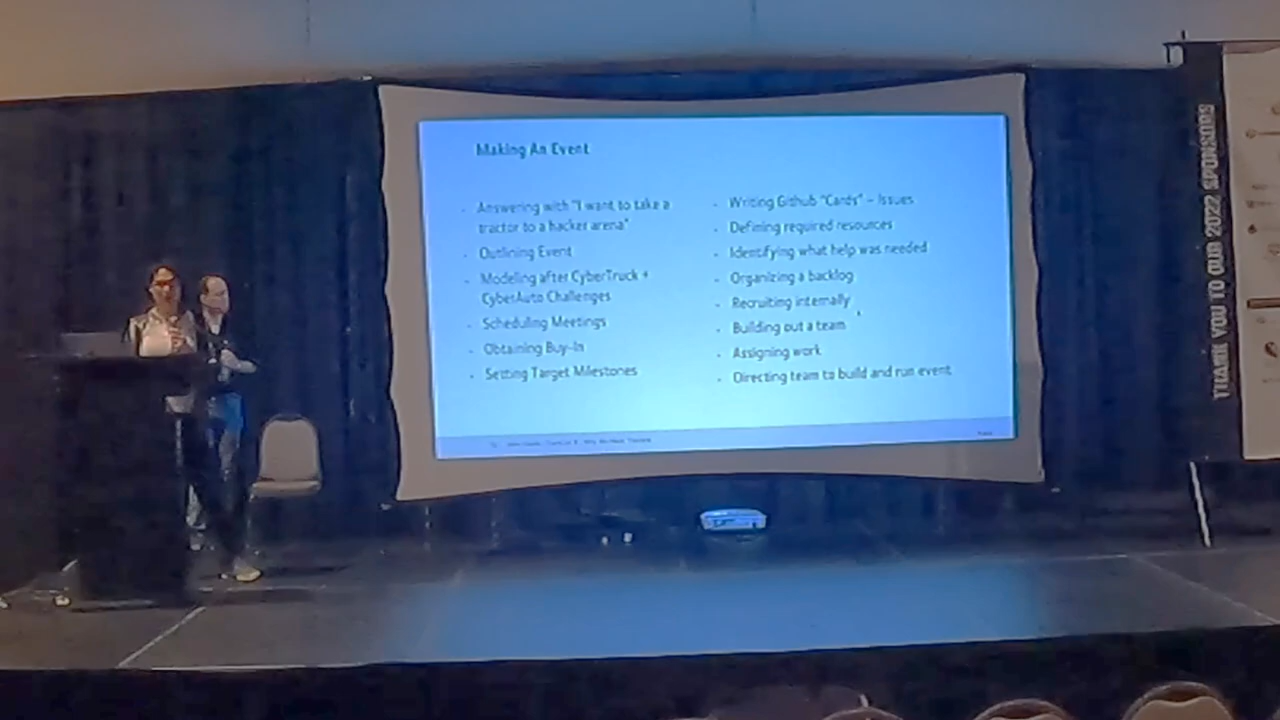 Making An Event
Answering with "I want to take a
tractor to a hacker arena"
Outlining Event
Modeling after CyberTruck +
CyberAuto Challenges
Scheduling Meetings
Obtaining Buy-In
Setting Target Milestones
Writing Github "Cards" – Issues
Defining required resources
Identifying what help was needed
Organizing a backlog
Recruiting internally
Building out a team
Assigning work
Directing team to build and run event
THANK YOU TO OUR 2022 SPONSORS